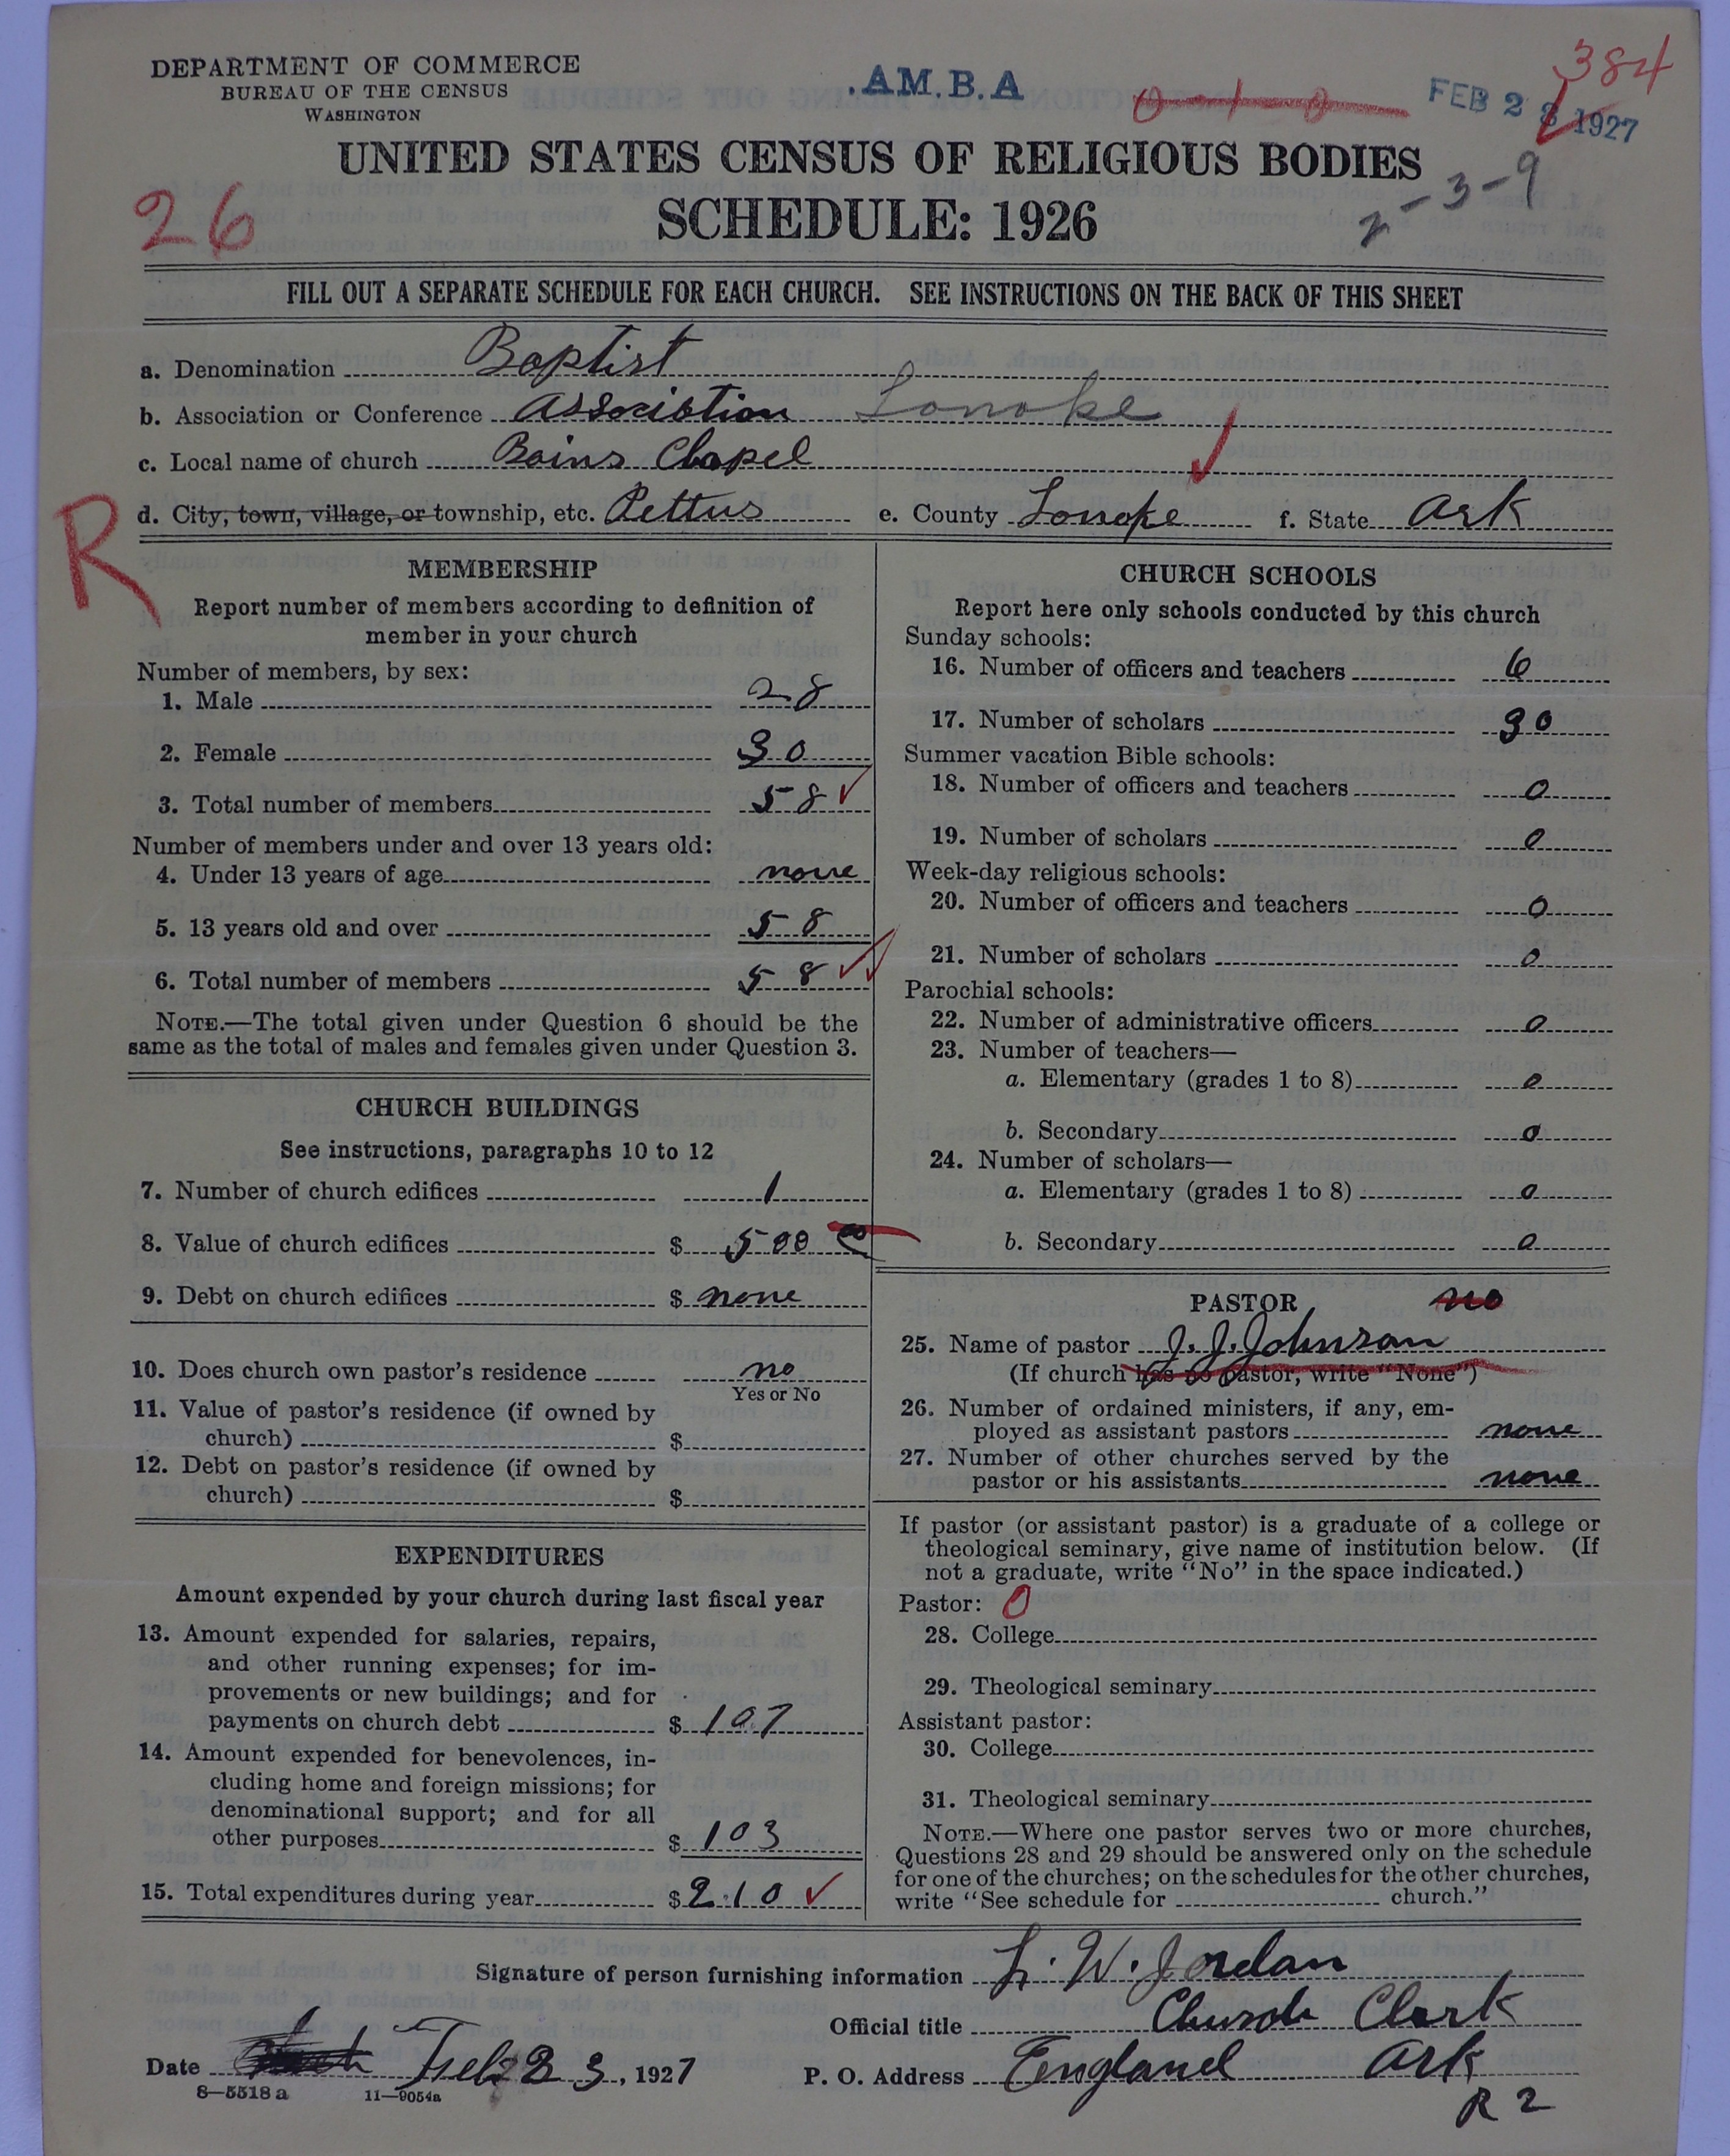 DEPARTMENT OF COMMERCE
BUREAU OF THE CENSUS
WASHINGTON
.AM.B.A
0-1-0
384
FEB 28 1927
UNITED STATES CENSUS OF RELIGIOUS BODIES
SCHEDULE: 1926
26
2-3-9
FILL OUT A SEPARATE SCHEDULE FOR EACH CHURCH. SEE INSTRUCTIONS ON THE BACK OF THIS SHEET
a. Denomination Baptist
b. Association or Conference Association Lonoke
c. Local name of church Bains Chapel
d. City, town, village, or township, etc. Pettus e. County Lonoke f. State Ark
R
MEMBERSHIP
Report number of members according to definition of
member in your church
Number of members, by sex:
1. Male 28
2. Female 30
3. Total number of members 58
Number of members under and over 13 years old:
4. Under 13 years of age none
5. 13 years old and over 58
6. Total number of members 58
NOTE.—The total given under Question 6 should be the
same as the total of males and females given under Question 3.
CHURCH BUILDINGS
See instructions, paragraphs 10 to 12
7. Number of church edifices 1
8. Value of church edifices $ 500 00
9. Debt on church edifices $ none
10. Does church own pastor's residence no
Yes or No
11. Value of pastor's residence (if owned by
church) $
12. Debt on pastor's residence (if owned by
church) $
EXPENDITURES
Amount expended by your church during last fiscal year
13. Amount expended for salaries, repairs,
and other running expenses; for im-
provements or new buildings; and for
payments on church debt $ 107
14. Amount expended for benevolences, in-
cluding home and foreign missions; for
denominational support; and for all
other purposes $ 103
15. Total expenditures during year $ 210
CHURCH SCHOOLS
Report here only schools conducted by this church
Sunday schools:
16. Number of officers and teachers 6
17. Number of scholars 30
Summer vacation Bible schools:
18. Number of officers and teachers 0
19. Number of scholars 0
Week-day religious schools:
20. Number of officers and teachers 0
21. Number of scholars 0
Parochial schools:
22. Number of administrative officers 0
23. Number of teachers—
a. Elementary (grades 1 to 8) 0
b. Secondary 0
24. Number of scholars—
a. Elementary (grades 1 to 8) 0
b. Secondary 0
PASTOR no
25. Name of pastor J. J. Johnson
(If church has no pastor, write "None")
26. Number of ordained ministers, if any, em-
ployed as assistant pastors none
27. Number of other churches served by the
pastor or his assistants none
If pastor (or assistant pastor) is a graduate of a college or
theological seminary, give name of institution below. (If
not a graduate, write "No" in the space indicated.)
Pastor: 0
28. College
29. Theological seminary
Assistant pastor:
30. College
31. Theological seminary
NOTE.—Where one pastor serves two or more churches,
Questions 28 and 29 should be answered only on the schedule
for one of the churches; on the schedules for the other churches,
write "See schedule for church."
Signature of person furnishing information L. W. Jordan
Official title Church Clerk
Date Feb 23, 1927 P. O. Address England Ark
8—5518 a 11—9054a
R 2